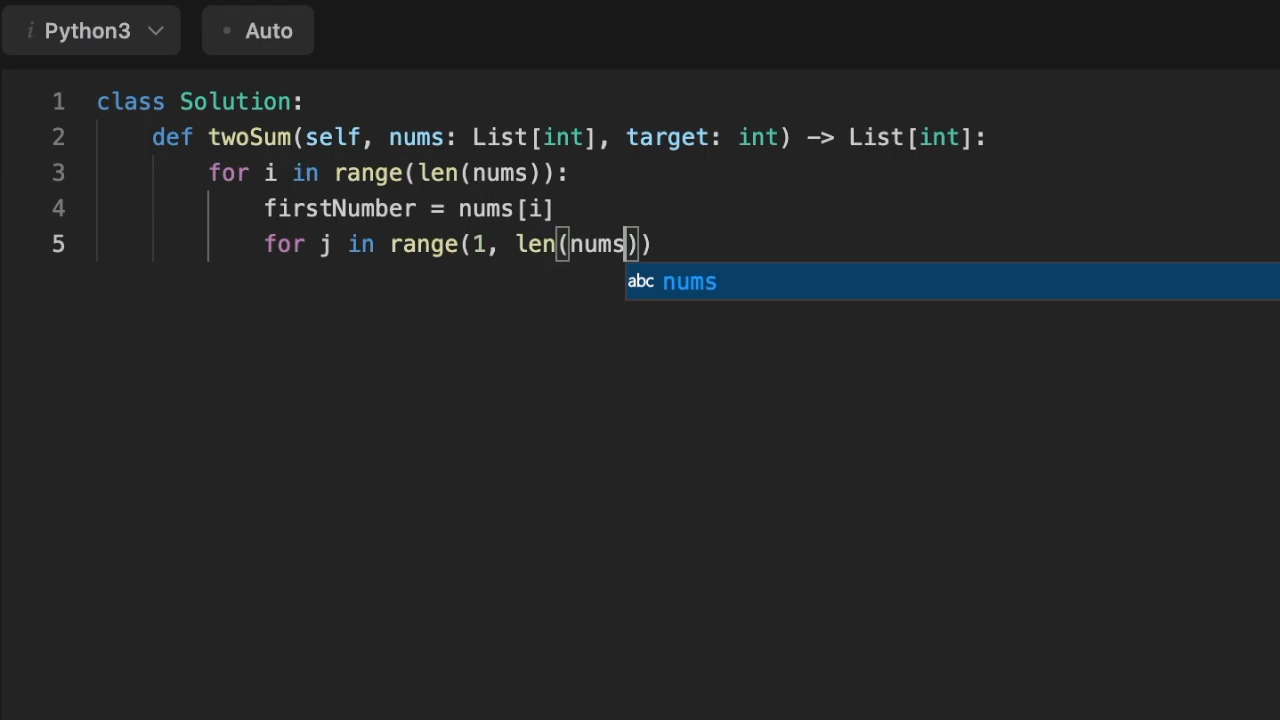 i Python3 Auto
1 class Solution:
2 def twoSum(self, nums: List[int], target: int) -> List[int]:
3 for i in range(len(nums)):
4 firstNumber = nums[i]
5 for j in range(1, len(nums))
abc nums